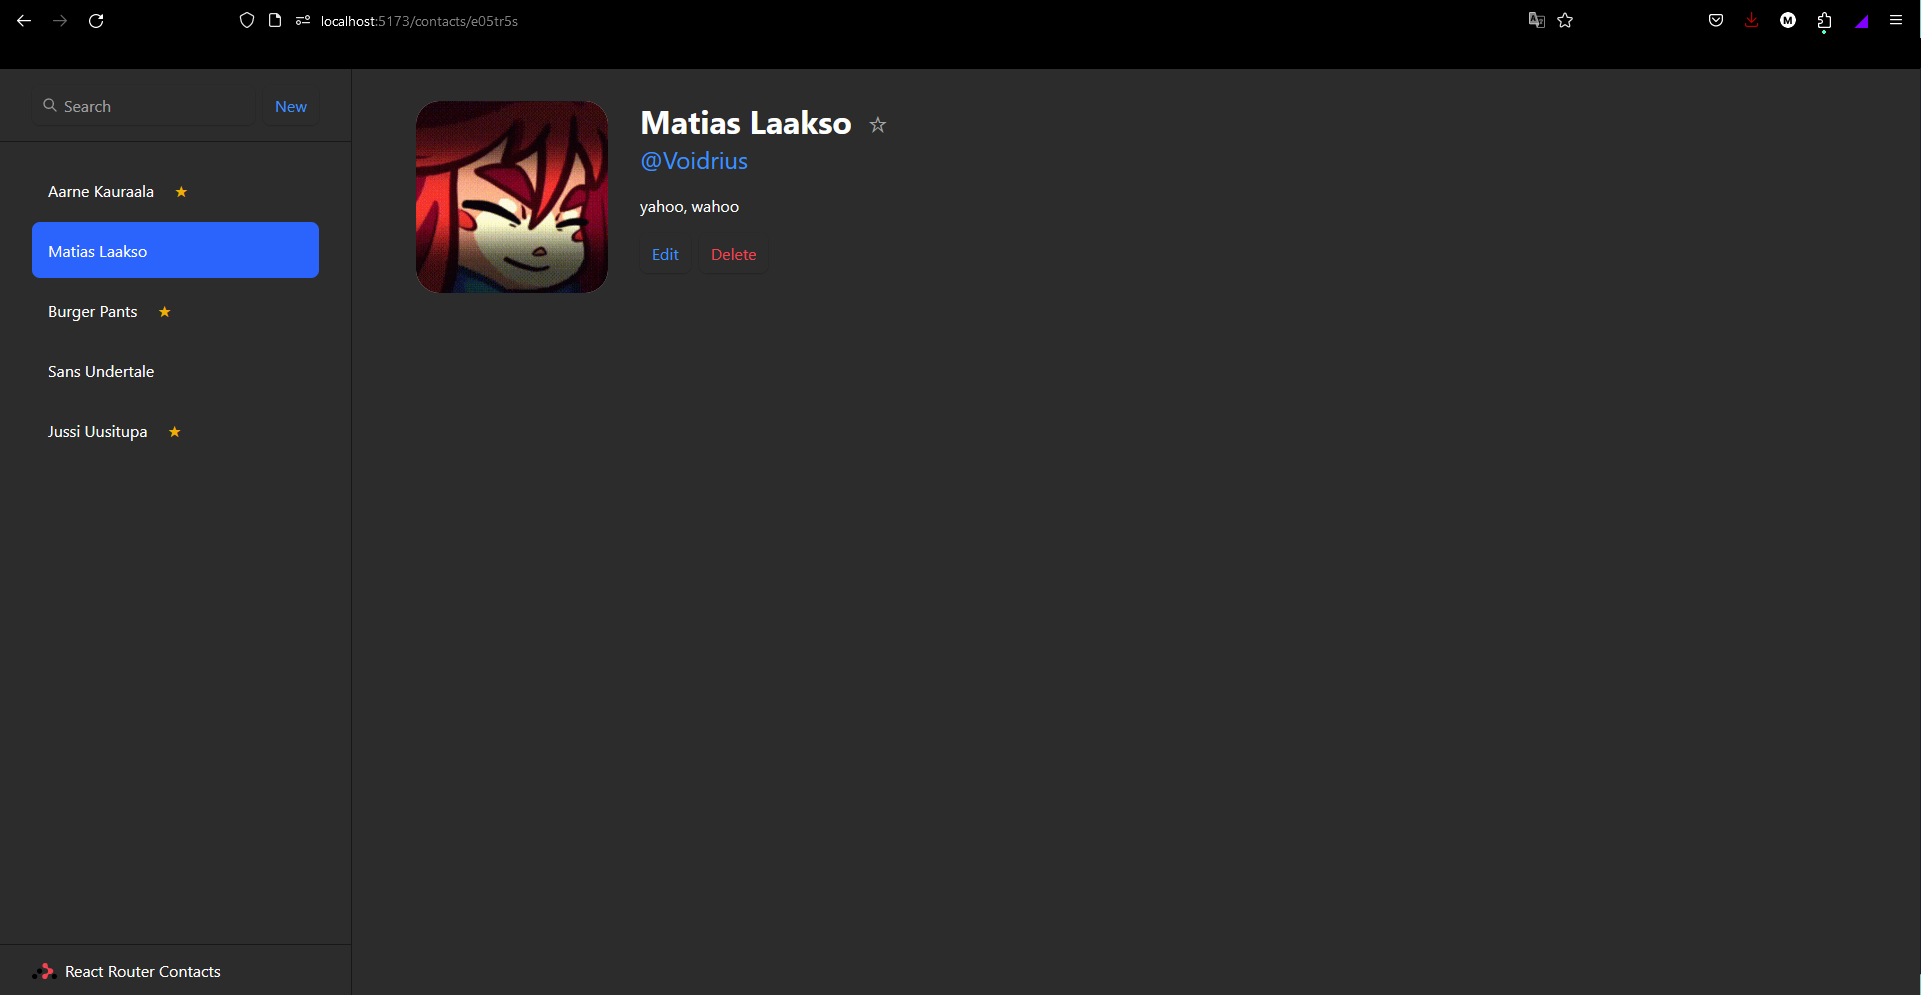 localhost:5173/contacts/e05tr5s
Search
New
Aarne Kauraala ★
Matias Laakso
Burger Pants ★
Sans Undertale
Jussi Uusitupa ★
React Router Contacts
Matias Laakso ☆
@Voidrius
yahoo, wahoo
Edit
Delete
M